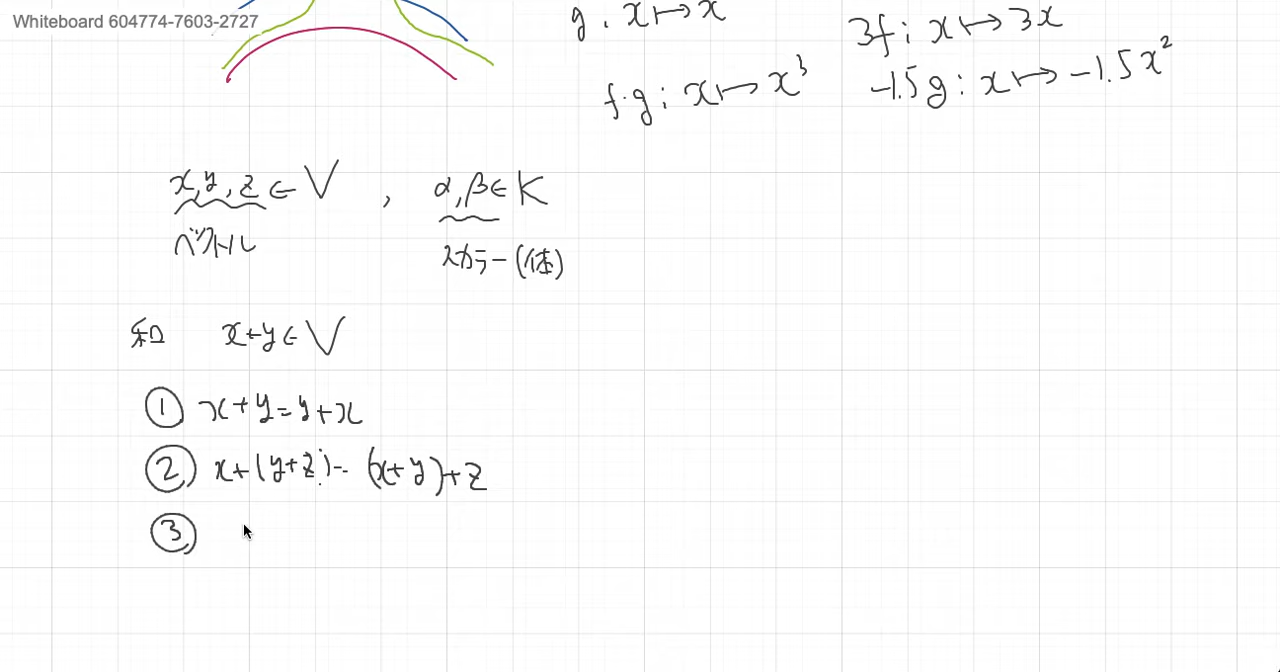 Whiteboard 604774-7603-2727
g : x ↦ x
3f : x ↦ 3x
f·g : x ↦ x³
-1.5g : x ↦ -1.5x²
x, y, z ∈ V , α, β ∈ K
ベクトル
スカラー(体)
和 x+y ∈ V
① x+y=y+x
② x+(y+z)=(x+y)+z
③